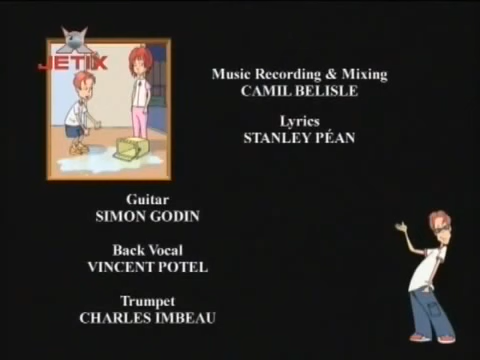 JETIX
Music Recording & Mixing
CAMIL BELISLE
Lyrics
STANLEY PÉAN
Guitar
SIMON GODIN
Back Vocal
VINCENT POTEL
Trumpet
CHARLES IMBEAU